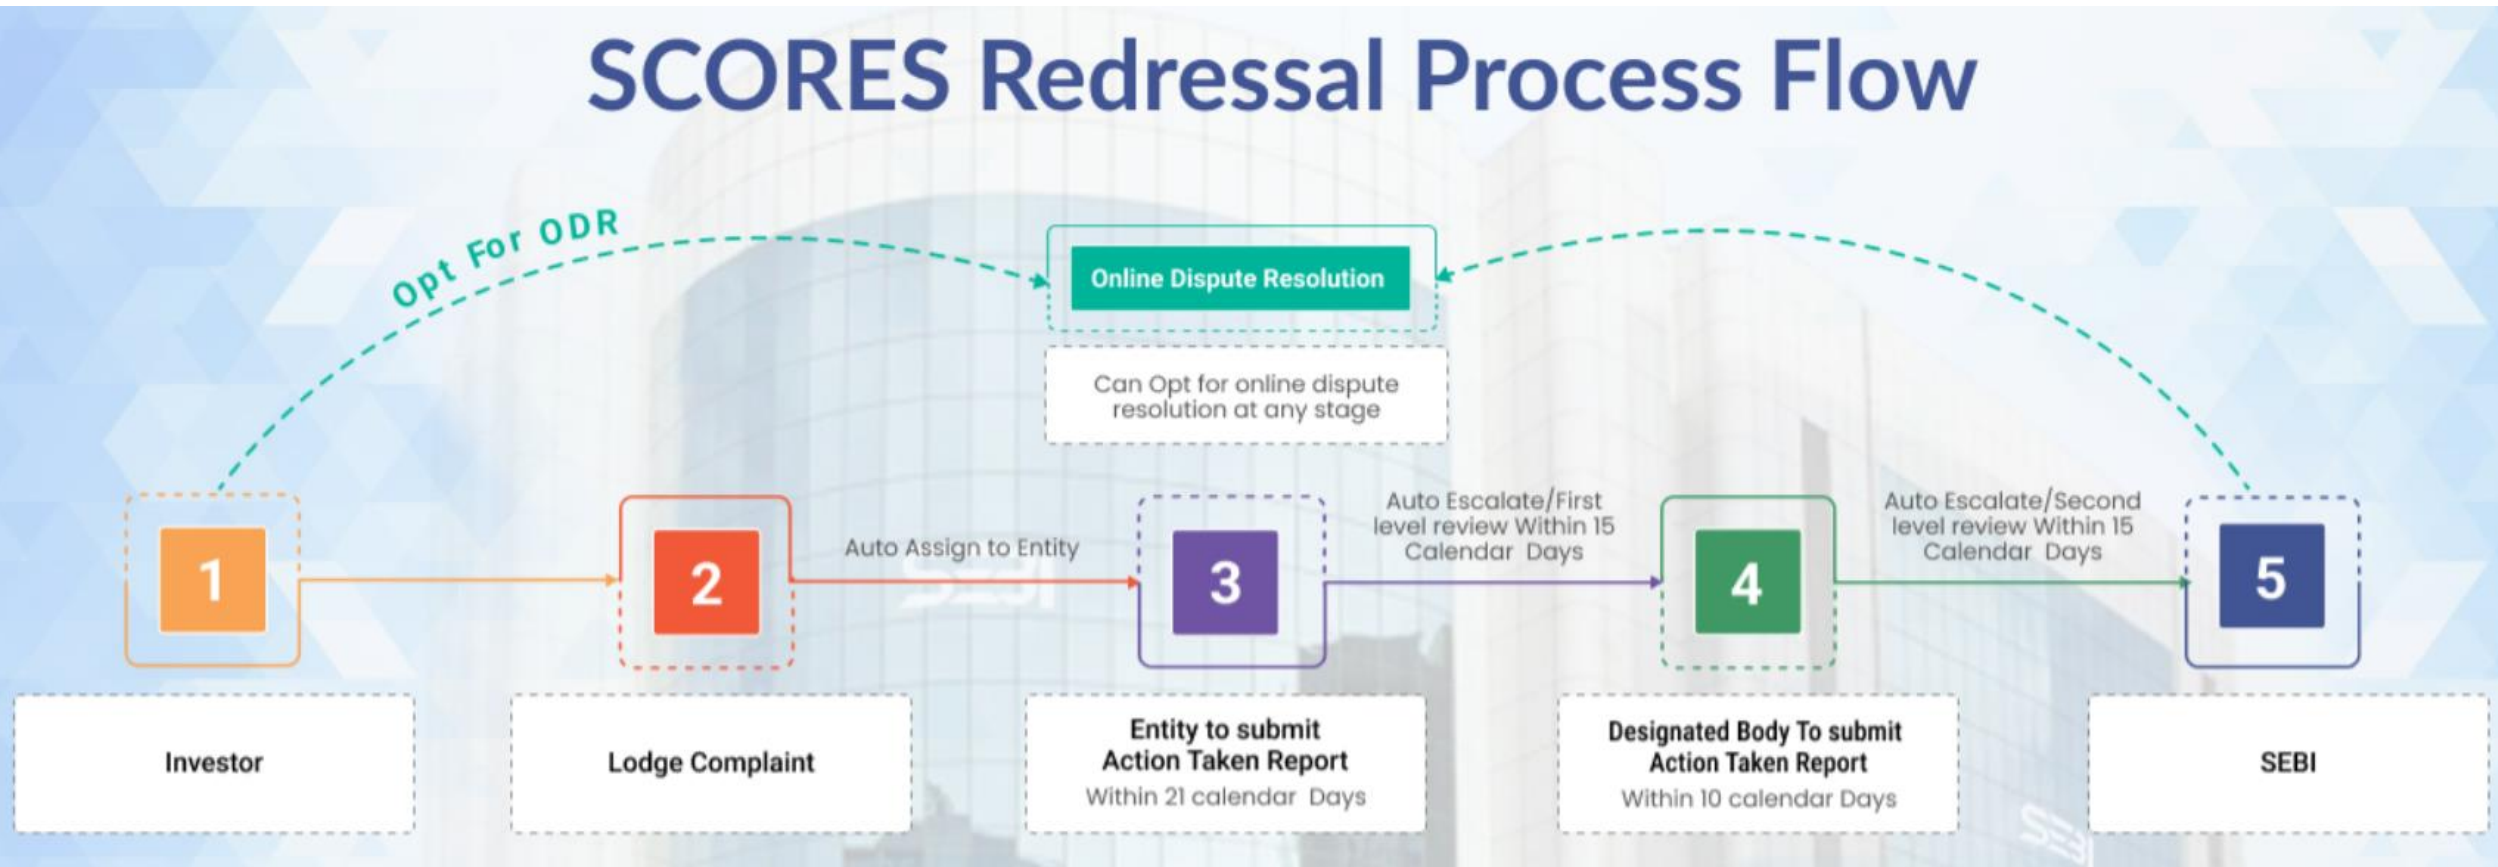 SCORES Redressal Process Flow
Opt For ODR
Online Dispute Resolution
Can Opt for online dispute
resolution at any stage
1
2
3
4
5
Auto Assign to Entity
Auto Escalate/First
level review Within 15
Calendar Days
Auto Escalate/Second
level review Within 15
Calendar Days
Investor
Lodge Complaint
Entity to submit
Action Taken Report
Within 21 calendar Days
Designated Body To submit
Action Taken Report
Within 10 calendar Days
SEBI
SEBI
SEBI